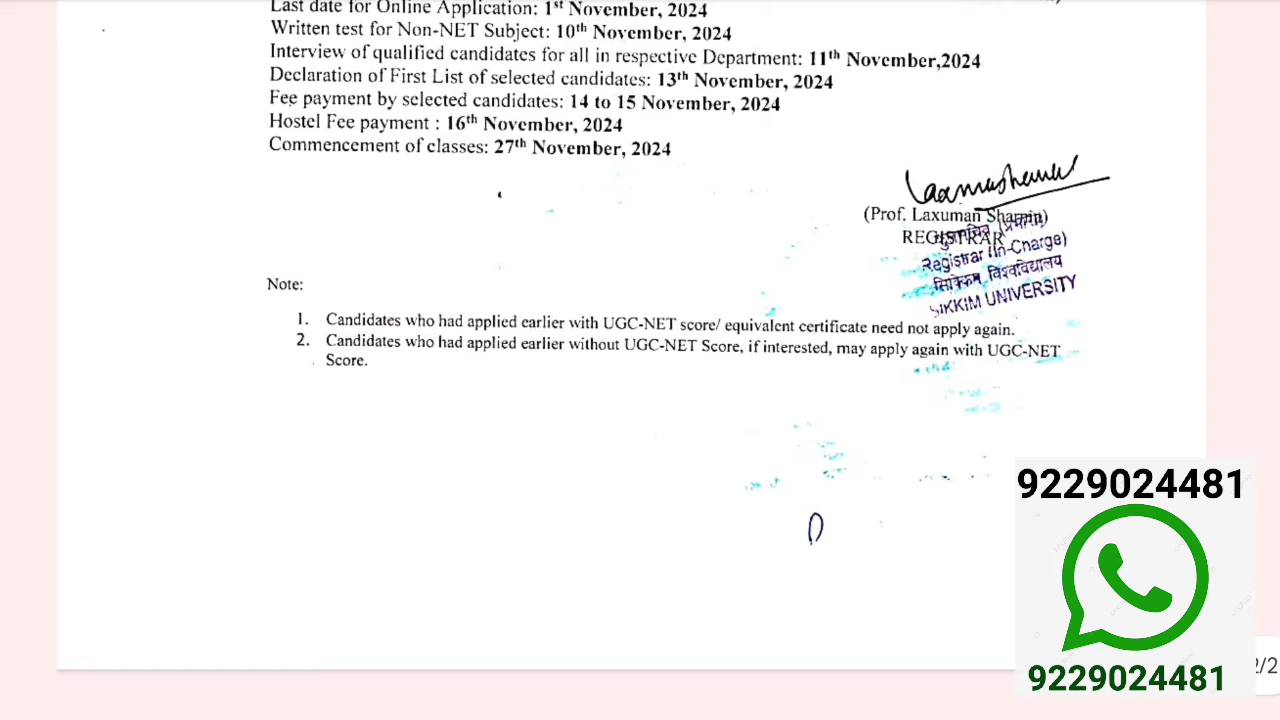 Last date for Online Application: 1st November, 2024
Written test for Non-NET Subject: 10th November, 2024
Interview of qualified candidates for all in respective Department: 11th November,2024
Declaration of First List of selected candidates: 13th November, 2024
Fee payment by selected candidates: 14 to 15 November, 2024
Hostel Fee payment : 16th November, 2024
Commencement of classes: 27th November, 2024
(Prof. Laxuman Sharma)
REGISTRAR
Registrar (In-Charge)
सिक्किम विश्वविद्यालय
SIKKIM UNIVERSITY
Note:
1. Candidates who had applied earlier with UGC-NET score/ equivalent certificate need not apply again.
2. Candidates who had applied earlier without UGC-NET Score, if interested, may apply again with UGC-NET
Score.
9229024481
9229024481
2/2